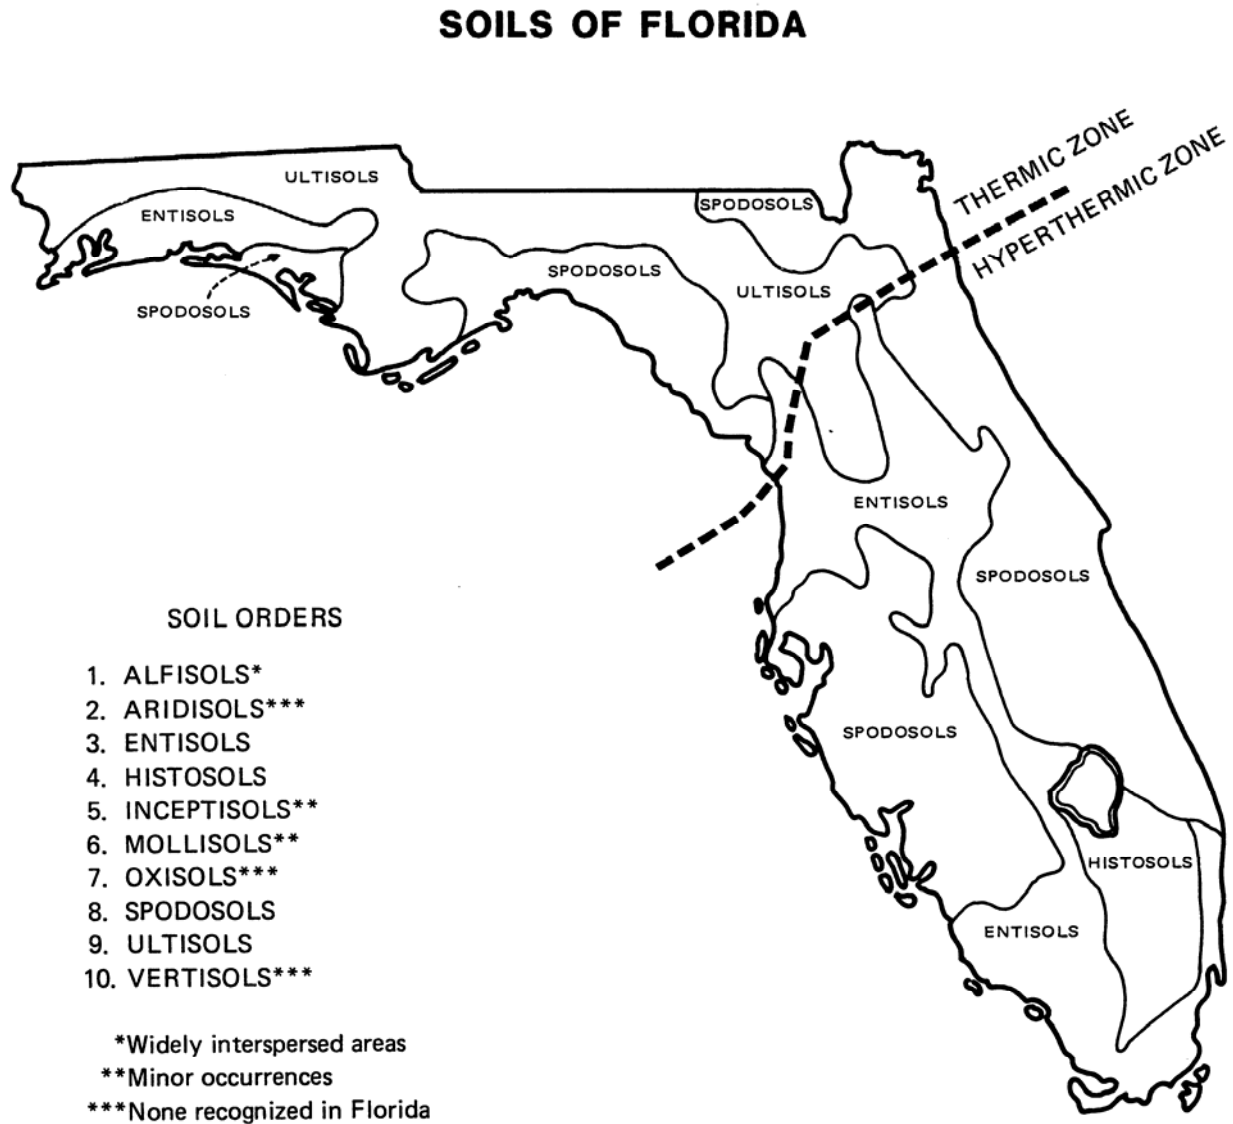 SOILS OF FLORIDA
THERMIC ZONE
HYPERTHERMIC ZONE
ULTISOLS
SPODOSOLS
ENTISOLS
SPODOSOLS
ULTISOLS
SPODOSOLS
ENTISOLS
SPODOSOLS
SPODOSOLS
HISTOSOLS
ENTISOLS
SOIL ORDERS
1. ALFISOLS*
2. ARIDISOLS***
3. ENTISOLS
4. HISTOSOLS
5. INCEPTISOLS**
6. MOLLISOLS**
7. OXISOLS***
8. SPODOSOLS
9. ULTISOLS
10. VERTISOLS***
*Widely interspersed areas
**Minor occurrences
***None recognized in Florida